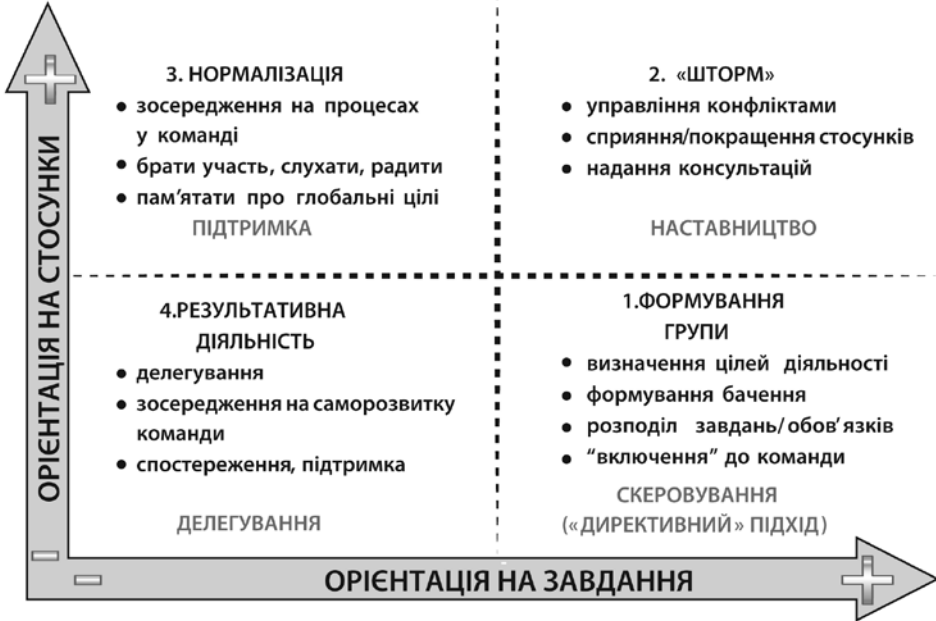 3. НОРМАЛІЗАЦІЯ
● зосередження на процесах
у команді
● брати участь, слухати, радити
● пам'ятати про глобальні цілі
ПІДТРИМКА
2. «ШТОРМ»
● управління конфліктами
● сприяння/покращення стосунків
● надання консультацій
НАСТАВНИЦТВО
4.РЕЗУЛЬТАТИВНА
ДІЯЛЬНІСТЬ
● делегування
● зосередження на саморозвитку
команди
● спостереження, підтримка
ДЕЛЕГУВАННЯ
1.ФОРМУВАННЯ
ГРУПИ
● визначення цілей діяльності
● формування бачення
● розподіл завдань/обов'язків
● “включення” до команди
СКЕРОВУВАННЯ
(«ДИРЕКТИВНИЙ» ПІДХІД)
ОРІЄНТАЦІЯ НА СТОСУНКИ
ОРІЄНТАЦІЯ НА ЗАВДАННЯ